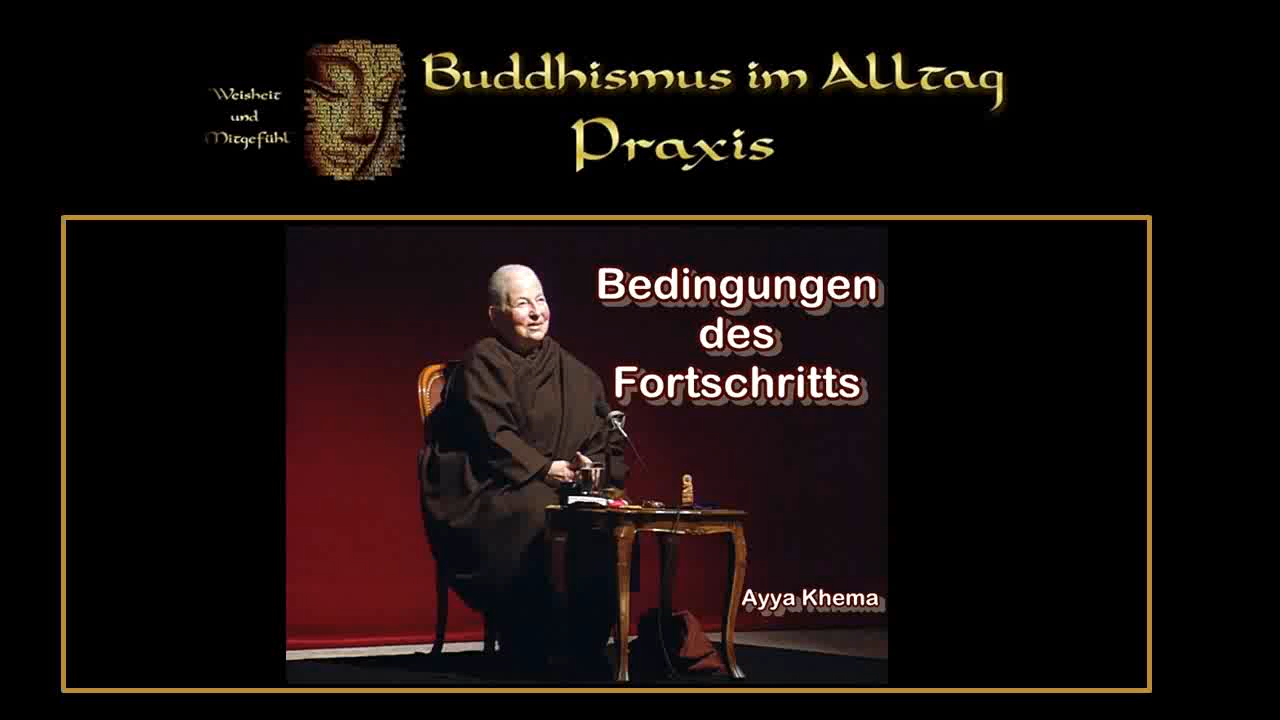 Buddhismus im Alltag
Praxis
Weisheit
und
Mitgefühl
Bedingungen
des
Fortschritts
Ayya Khema